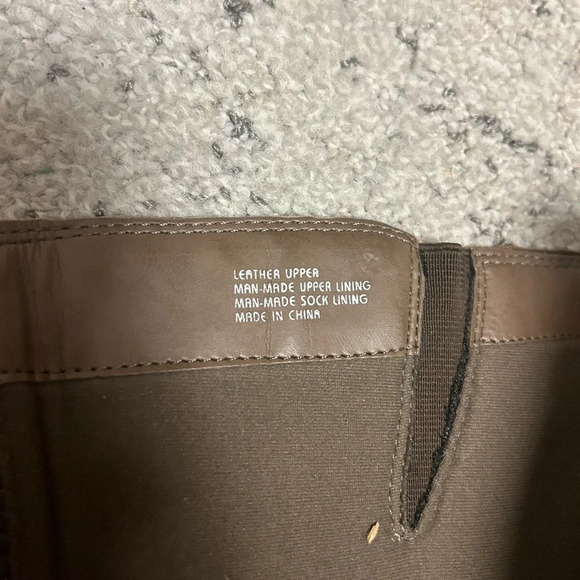 LEATHER UPPER
MAN-MADE UPPER LINING
MAN-MADE SOCK LINING
MADE IN CHINA